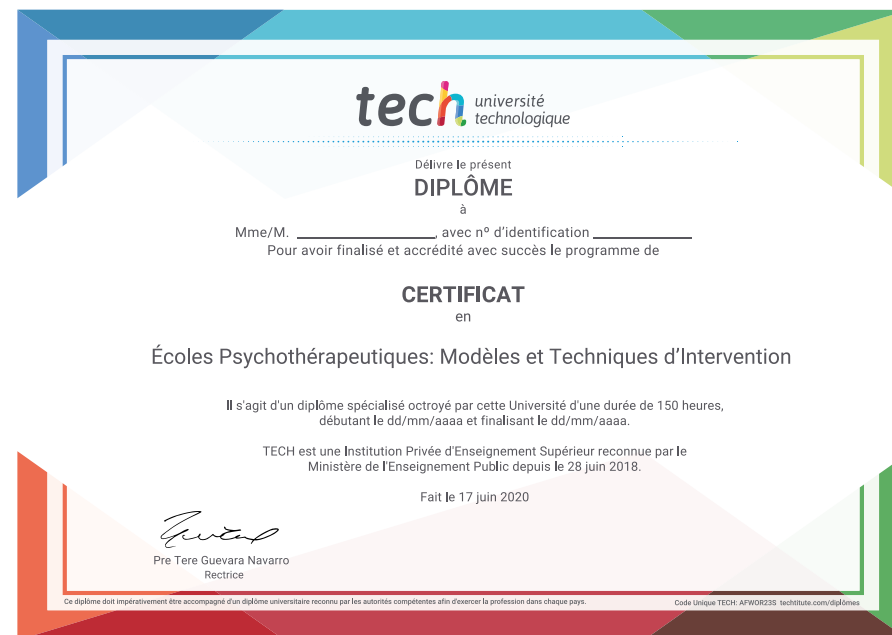 tech université
technologique
Délivre le présent
DIPLÔME
à
Mme/M. ____________________, avec nº d'identification ______________
Pour avoir finalisé et accrédité avec succès le programme de
CERTIFICAT
en
Écoles Psychothérapeutiques: Modèles et Techniques d'Intervention
Il s'agit d'un diplôme spécialisé octroyé par cette Université d'une durée de 150 heures,
débutant le dd/mm/aaaa et finalisant le dd/mm/aaaa.
TECH est une Institution Privée d'Enseignement Supérieur reconnue par le
Ministère de l'Enseignement Public depuis le 28 juin 2018.
Fait le 17 juin 2020
Pre Tere Guevara Navarro
Rectrice
Ce diplôme doit impérativement être accompagné d'un diplôme universitaire reconnu par les autorités compétentes afin d'exercer la profession dans chaque pays.
Code Unique TECH: AFWOR23S techtitute.com/diplômes